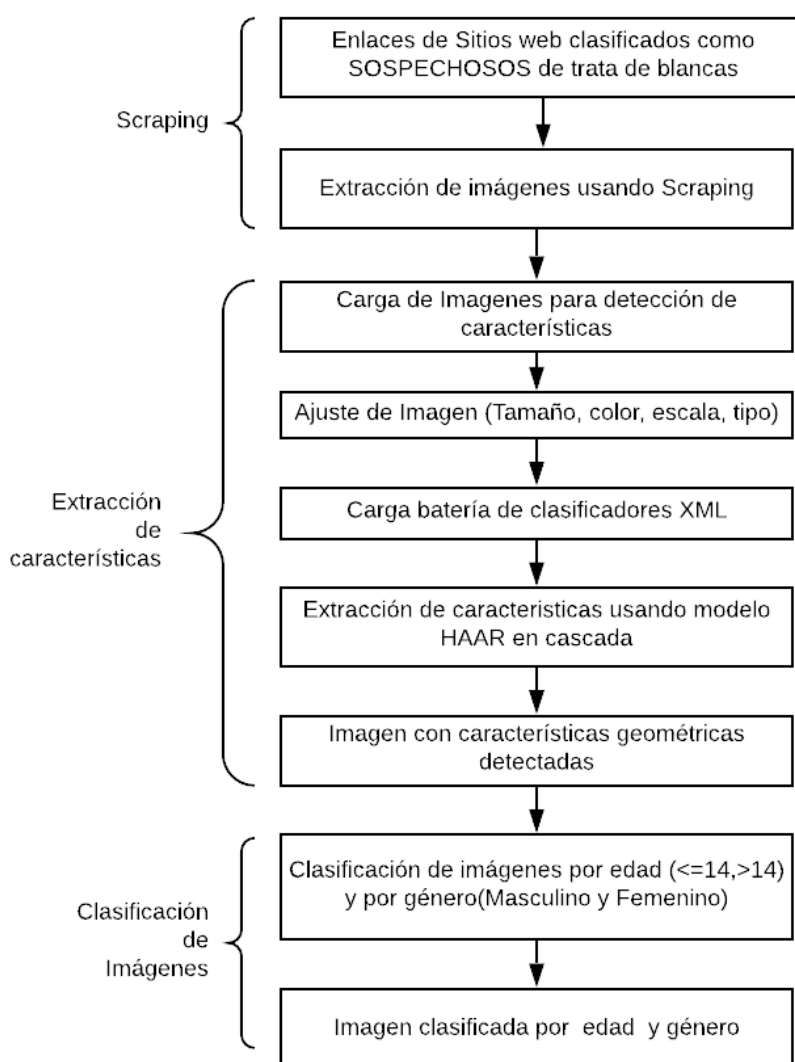 Enlaces de Sitios web clasificados como
SOSPECHOSOS de trata de blancas
Scraping
Extracción de imágenes usando Scraping
Carga de Imagenes para detección de
características
Ajuste de Imagen (Tamaño, color, escala, tipo)
Extracción
de
características
Carga batería de clasificadores XML
Extracción de caracteristicas usando modelo
HAAR en cascada
Imagen con características geométricas
detectadas
Clasificación de imágenes por edad (<=14,>14)
y por género(Masculino y Femenino)
Clasificación
de
Imágenes
Imagen clasificada por edad y género